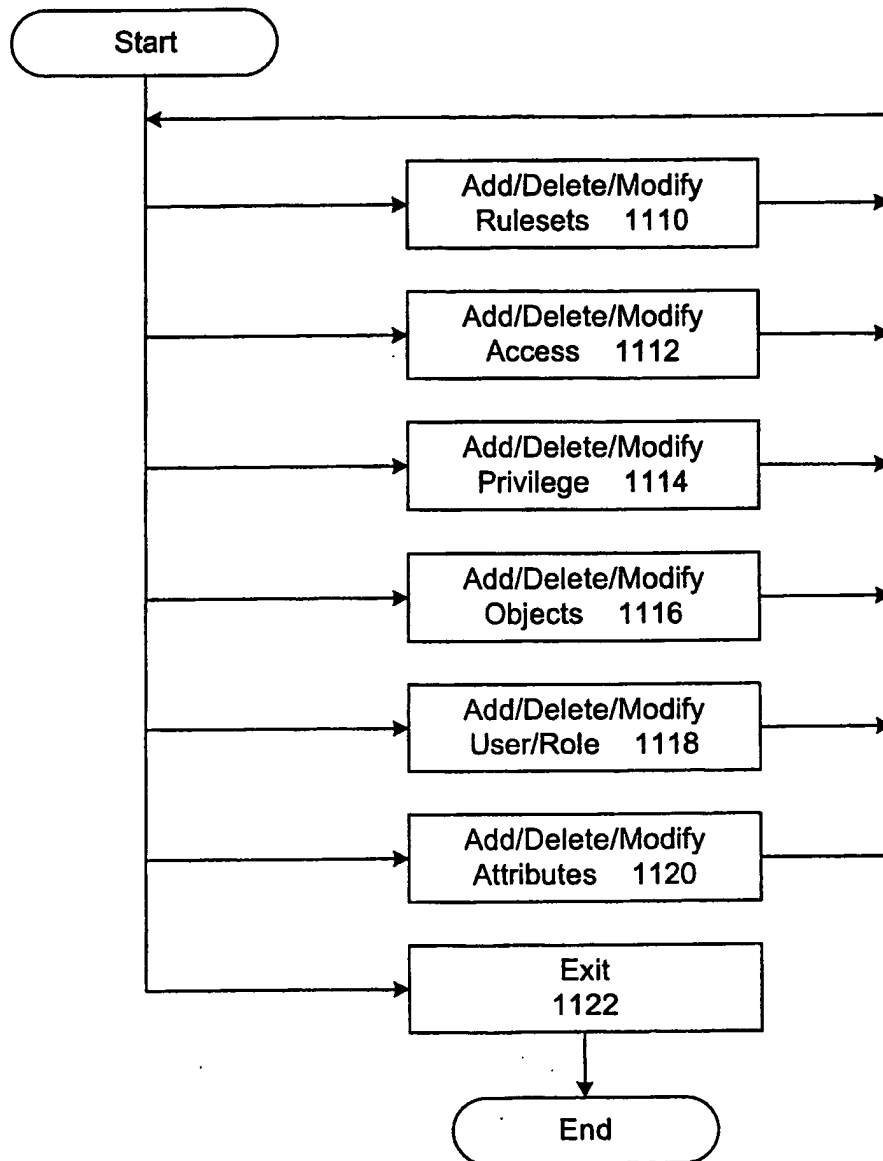 Start
Add/Delete/Modify
Rulesets 1110
Add/Delete/Modify
Access 1112
Add/Delete/Modify
Privilege 1114
Add/Delete/Modify
Objects 1116
Add/Delete/Modify
User/Role 1118
Add/Delete/Modify
Attributes 1120
Exit
1122
End